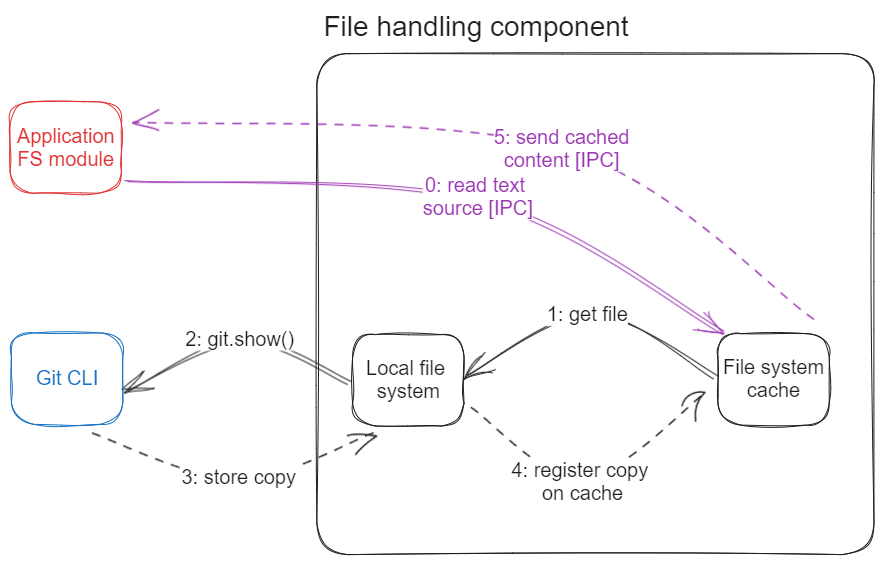 File handling component
Application
FS module
5: send cached
content [IPC]
0: read text
source [IPC]
1: get file
2: git.show()
Git CLI
Local file
system
File system
cache
3: store copy
4: register copy
on cache